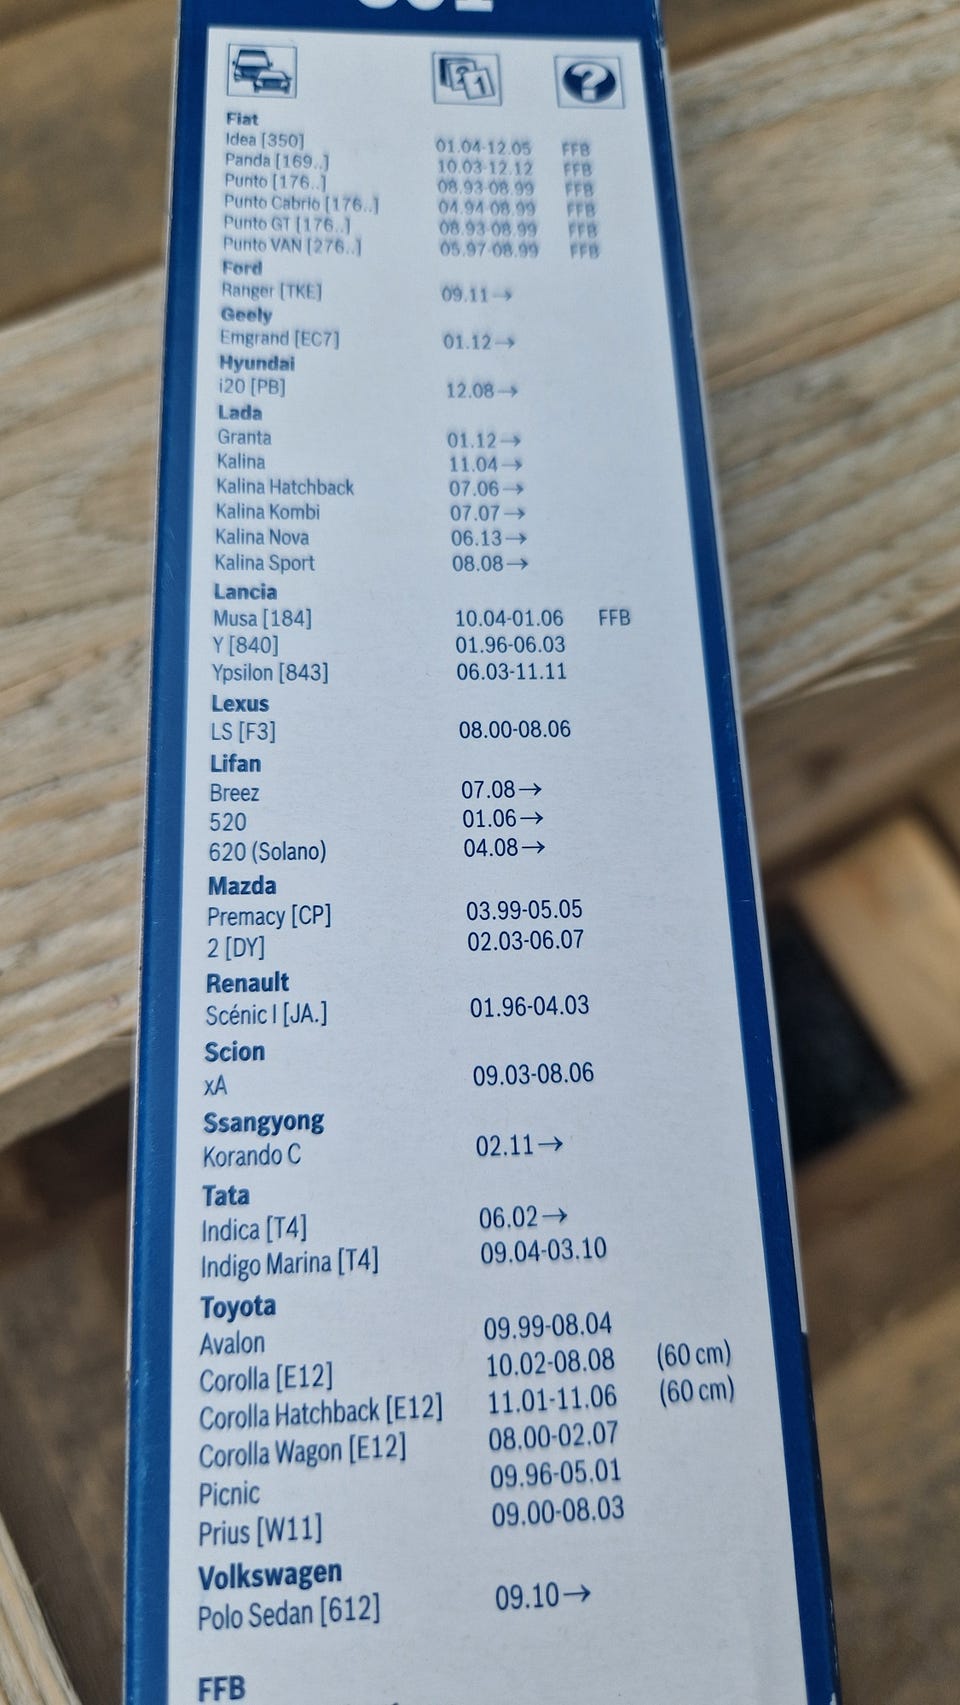 Fiat
Idea [350] 01.04-12.05 FFB
Panda [169..] 10.03-12.12 FFB
Punto [176..] 08.93-08.99 FFB
Punto Cabrio [176..] 04.94-08.99 FFB
Punto GT [176..] 08.93-08.99 FFB
Punto VAN [276..] 05.97-08.99 FFB
Ford
Ranger [TKE] 09.11→
Geely
Emgrand [EC7] 01.12→
Hyundai
i20 [PB] 12.08→
Lada
Granta 01.12→
Kalina 11.04→
Kalina Hatchback 07.06→
Kalina Kombi 07.07→
Kalina Nova 06.13→
Kalina Sport 08.08→
Lancia
Musa [184] 10.04-01.06 FFB
Y [840] 01.96-06.03
Ypsilon [843] 06.03-11.11
Lexus
LS [F3] 08.00-08.06
Lifan
Breez 07.08→
520 01.06→
620 (Solano) 04.08→
Mazda
Premacy [CP] 03.99-05.05
2 [DY] 02.03-06.07
Renault
Scénic I [JA.] 01.96-04.03
Scion
xA 09.03-08.06
Ssangyong
Korando C 02.11→
Tata
Indica [T4] 06.02→
Indigo Marina [T4] 09.04-03.10
Toyota
Avalon 09.99-08.04
Corolla [E12] 10.02-08.08 (60 cm)
Corolla Hatchback [E12] 11.01-11.06 (60 cm)
Corolla Wagon [E12] 08.00-02.07
Picnic 09.96-05.01
Prius [W11] 09.00-08.03
Volkswagen
Polo Sedan [612] 09.10→
FFB